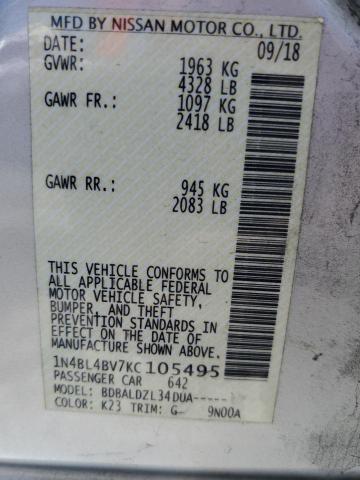 MFD BY NISSAN MOTOR CO., LTD.
DATE: 09/18
GVWR: 1963 KG
4328 LB
GAWR FR: 1097 KG
2418 LB
GAWR RR: 945 KG
2083 LB
THIS VEHICLE CONFORMS TO
ALL APPLICABLE FEDERAL
MOTOR VEHICLE SAFETY,
BUMPER, AND THEFT
PREVENTION STANDARDS IN
EFFECT ON THE DATE OF
MANUFACTURE SHOWN ABOVE.
1N4BL4BV7KC105495
PASSENGER CAR 642
MODEL: BDBALDZL34DUA-----
COLOR: K23 TRIM: G- 9N00A